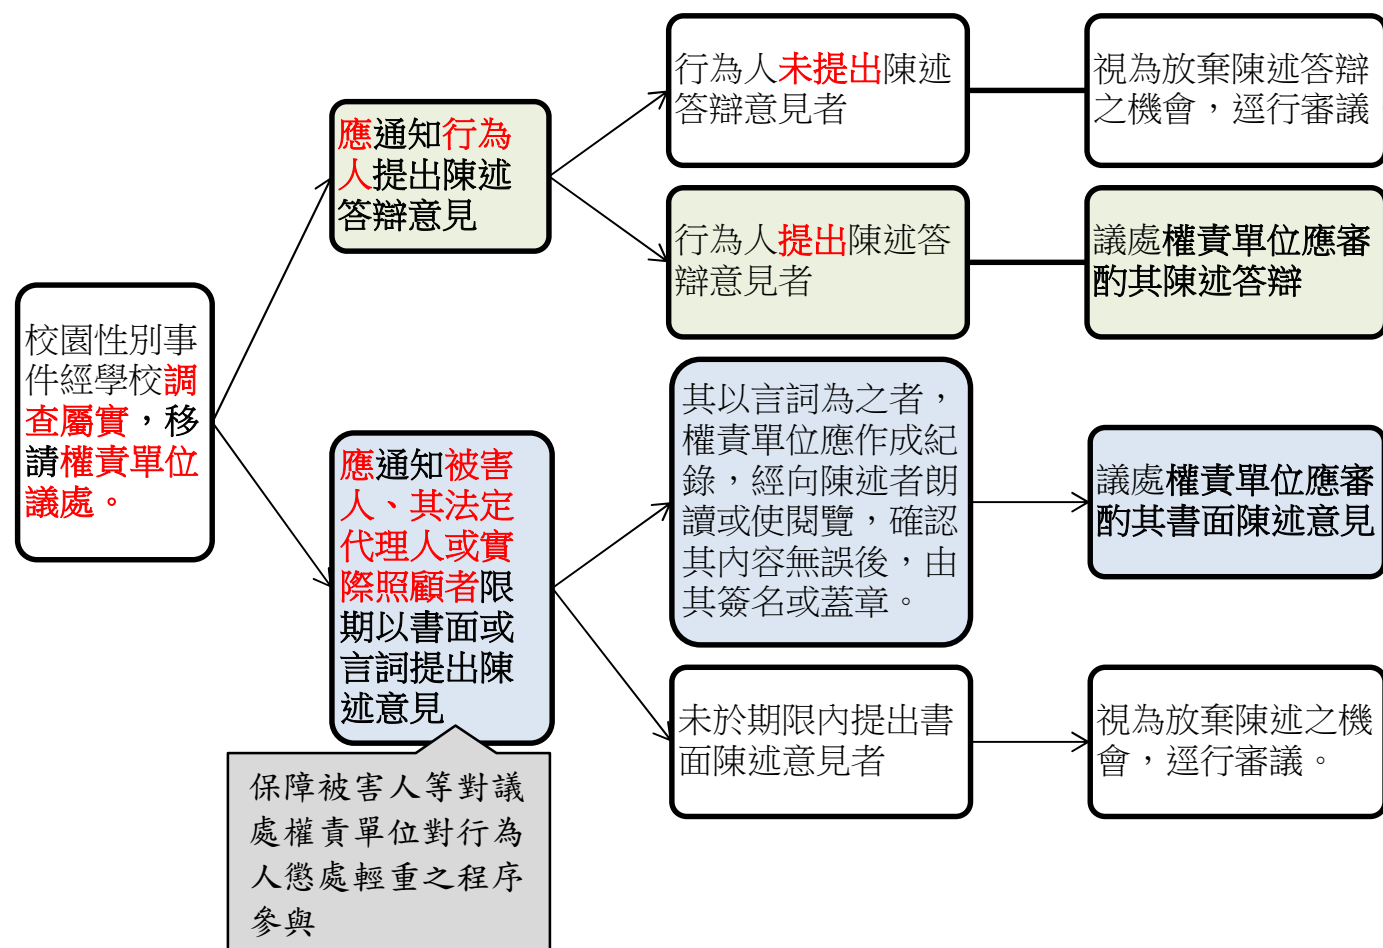 校園性別事
件經學校調
查屬實，移
請權責單位
議處。
應通知行為
人提出陳述
答辯意見
行為人未提出陳述
答辯意見者
視為放棄陳述答辯
之機會，逕行審議
行為人提出陳述答
辯意見者
議處權責單位應審
酌其陳述答辯
應通知被害
人、其法定
代理人或實
際照顧者限
期以書面或
言詞提出陳
述意見
其以言詞為之者，
權責單位應作成紀
錄，經向陳述者朗
讀或使閱覽，確認
其內容無誤後，由
其簽名或蓋章。
議處權責單位應審
酌其書面陳述意見
未於期限內提出書
面陳述意見者
視為放棄陳述之機
會，逕行審議。
保障被害人等對議
處權責單位對行為
人懲處輕重之程序
參與